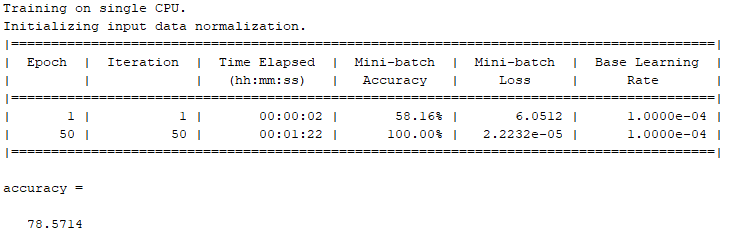 Training on single CPU.
Initializing input data normalization.
|========================================================================================|
|  Epoch  |  Iteration  |  Time Elapsed  |  Mini-batch  |  Mini-batch  |  Base Learning  |
|         |             |   (hh:mm:ss)   |   Accuracy   |     Loss     |      Rate       |
|========================================================================================|
|       1 |           1 |       00:00:02 |       58.16% |       6.0512 |      1.0000e-04 |
|      50 |          50 |       00:01:22 |      100.00% |   2.2232e-05 |      1.0000e-04 |
|========================================================================================|
accuracy =
78.5714